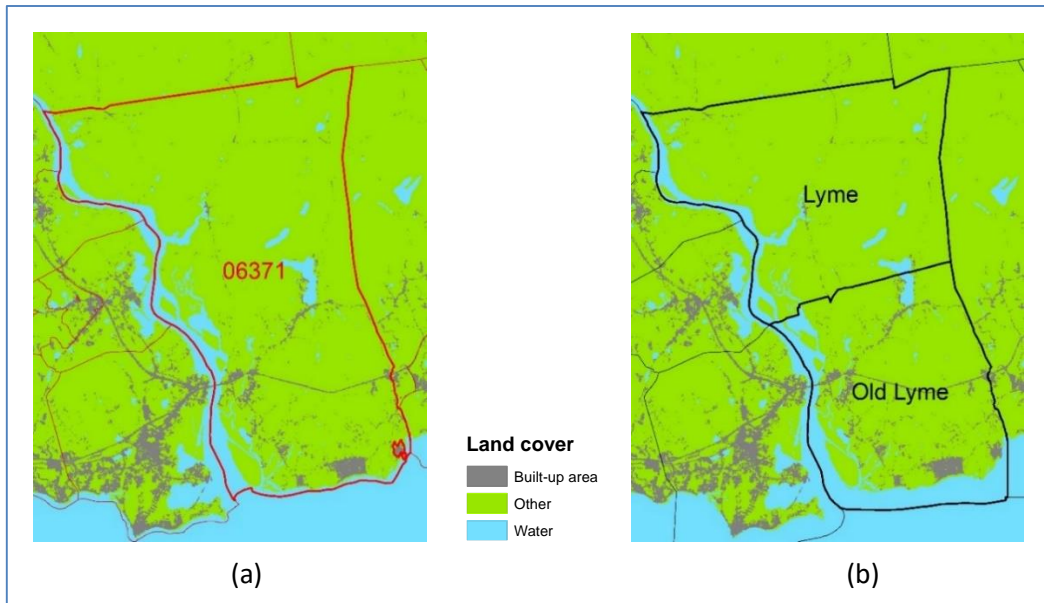 06371
(a)
Land cover
Built-up area
Other
Water
Lyme
Old Lyme
(b)